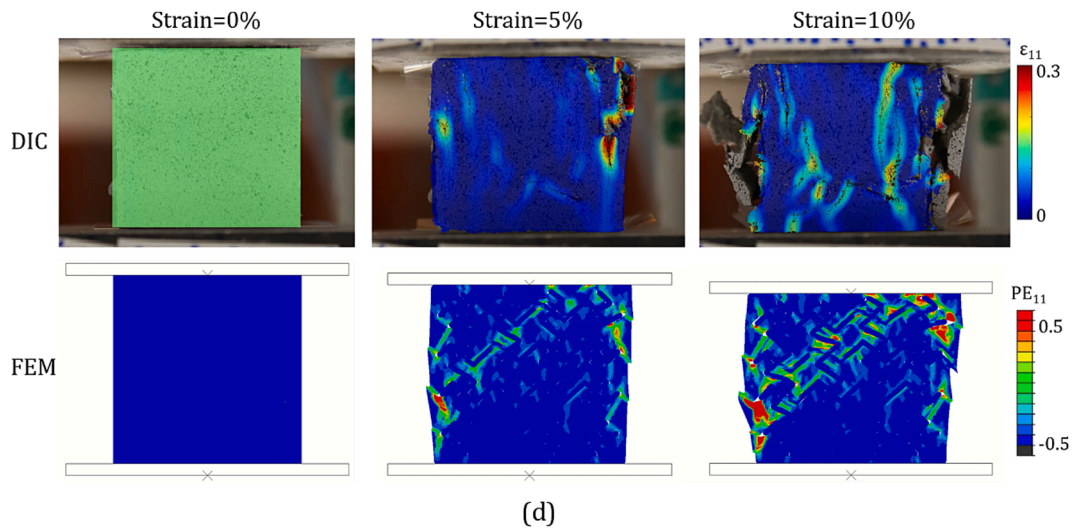 Strain=0% Strain=5% Strain=10%
DIC
ε11
0.3
0
FEM
PE11
0.5
-0.5
(d)